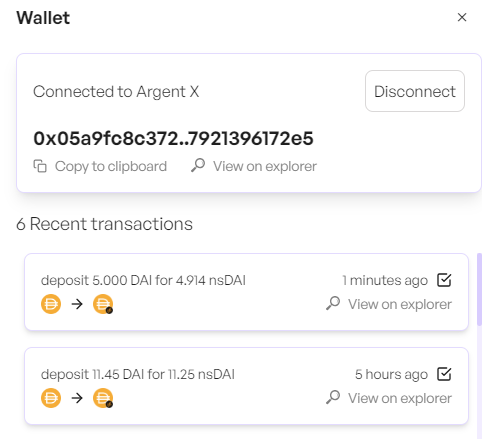 Wallet
Connected to Argent X
Disconnect
0x05a9fc8c372..7921396172e5
Copy to clipboard View on explorer
6 Recent transactions
deposit 5.000 DAI for 4.914 nsDAI 1 minutes ago
View on explorer
deposit 11.45 DAI for 11.25 nsDAI 5 hours ago
View on explorer